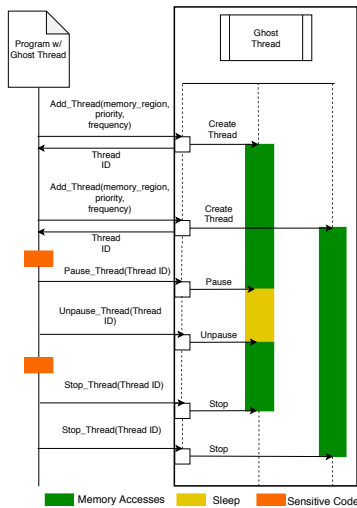 Program w/
Ghost Thread
Ghost
Thread
Add_Thread(memory_region,
priority,
frequency)
Create
Thread
Thread
ID
Add_Thread(memory_region,
priority,
frequency)
Create
Thread
Thread
ID
Pause_Thread(Thread ID)
Pause
Unpause_Thread(Thread
ID)
Unpause
Stop_Thread(Thread ID)
Stop
Stop_Thread(Thread ID)
Stop
Memory Accesses
Sleep
Sensitive Code